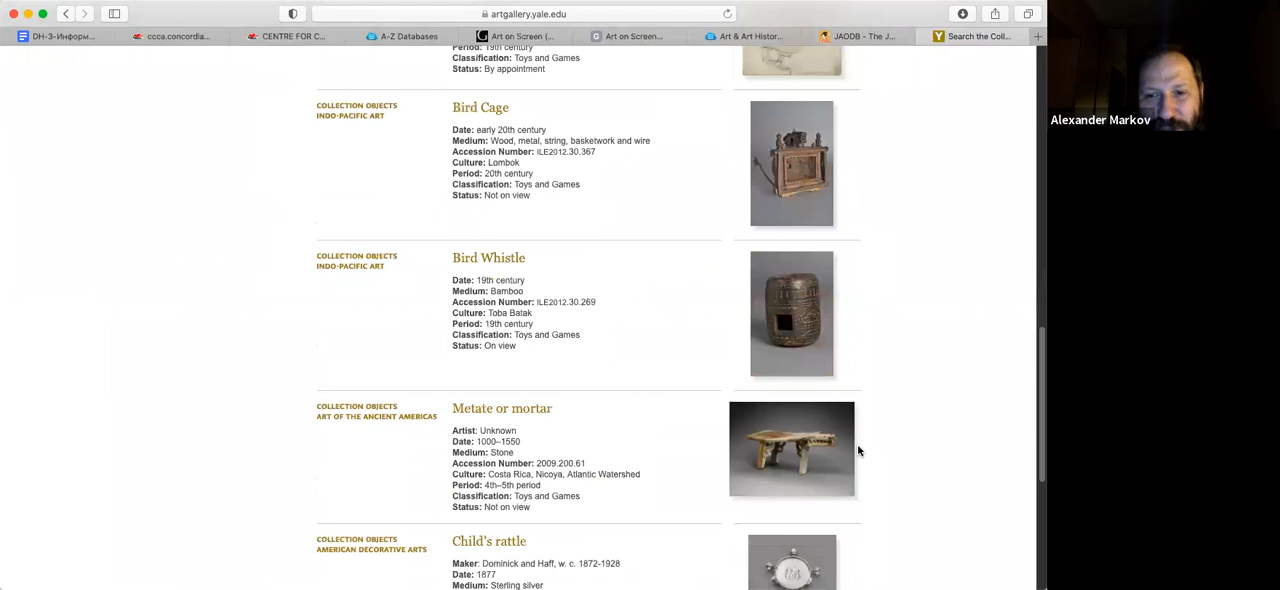 artgallery.yale.edu
DH-3-Информ...
ccca.concordia...
CENTRE FOR C...
A-Z Databases
Art on Screen (...
Art on Screen...
Art & Art Histor...
JAODB - The J...
Search the Coll...
Period: 19th century
Classification: Toys and Games
Status: By appointment
COLLECTION OBJECTS
INDO-PACIFIC ART
Bird Cage
Date: early 20th century
Medium: Wood, metal, string, basketwork and wire
Accession Number: ILE2012.30.367
Culture: Lombok
Period: 20th century
Classification: Toys and Games
Status: Not on view
COLLECTION OBJECTS
INDO-PACIFIC ART
Bird Whistle
Date: 19th century
Medium: Bamboo
Accession Number: ILE2012.30.269
Culture: Toba Batak
Period: 19th century
Classification: Toys and Games
Status: On view
COLLECTION OBJECTS
ART OF THE ANCIENT AMERICAS
Metate or mortar
Artist: Unknown
Date: 1000–1550
Medium: Stone
Accession Number: 2009.200.61
Culture: Costa Rica, Nicoya, Atlantic Watershed
Period: 4th–5th period
Classification: Toys and Games
Status: Not on view
COLLECTION OBJECTS
AMERICAN DECORATIVE ARTS
Child's rattle
Maker: Dominick and Haff, w. c. 1872-1928
Date: 1877
Medium: Sterling silver
Alexander Markov